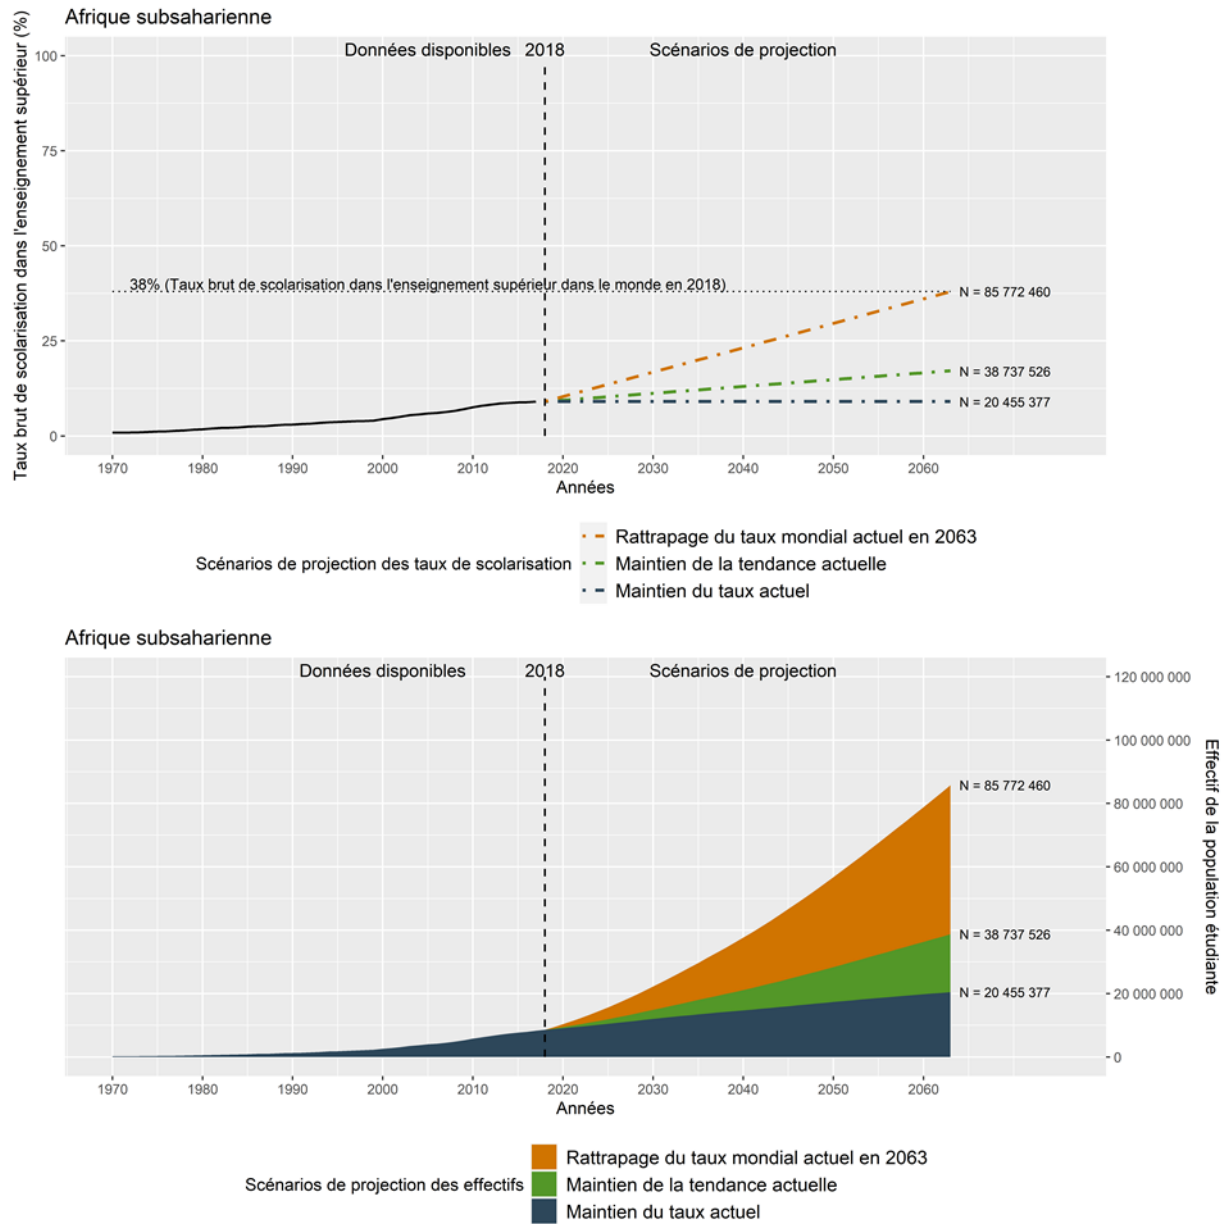 Afrique subsaharienne
Données disponibles 2018 Scénarios de projection
Taux brut de scolarisation dans l'enseignement supérieur (%)
100
75
50
38% (Taux brut de scolarisation dans l'enseignement supérieur dans le monde en 2018)
N = 85 772 460
25
N = 38 737 526
N = 20 455 377
0
1970 1980 1990 2000 2010 2020 2030 2040 2050 2060
Années
Scénarios de projection des taux de scolarisation
Rattrapage du taux mondial actuel en 2063
Maintien de la tendance actuelle
Maintien du taux actuel
Afrique subsaharienne
Données disponibles 2018 Scénarios de projection
120 000 000
100 000 000
N = 85 772 460
80 000 000
60 000 000
40 000 000
N = 38 737 526
20 000 000
N = 20 455 377
0
Effectif de la population étudiante
1970 1980 1990 2000 2010 2020 2030 2040 2050 2060
Années
Scénarios de projection des effectifs
Rattrapage du taux mondial actuel en 2063
Maintien de la tendance actuelle
Maintien du taux actuel